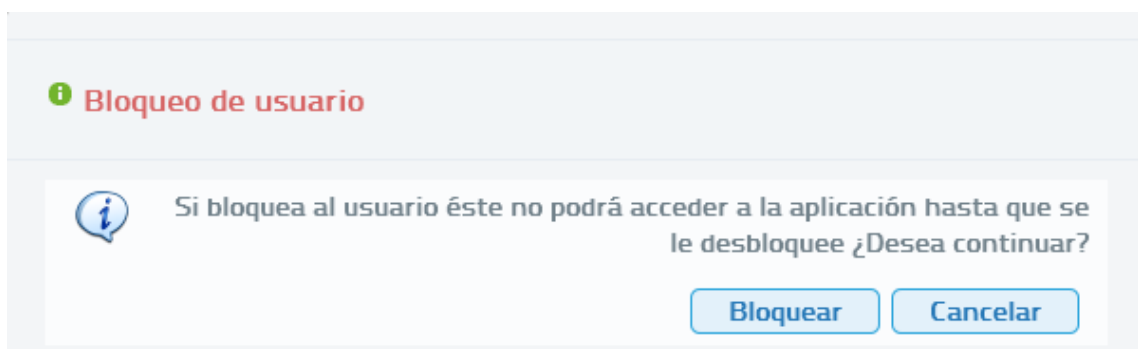 Bloqueo de usuario
Si bloquea al usuario éste no podrá acceder a la aplicación hasta que se
le desbloquee ¿Desea continuar?
Bloquear Cancelar